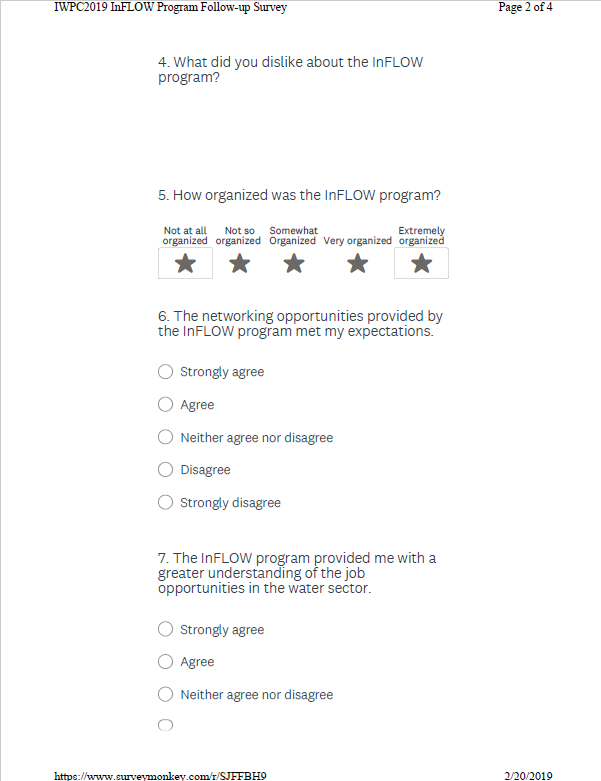 IWPC2019 InFLOW Program Follow-up Survey Page 2 of 4
4. What did you dislike about the InFLOW
program?
5. How organized was the InFLOW program?
Not at all Not so Somewhat Extremely
organized organized Organized Very organized organized
6. The networking opportunities provided by
the InFLOW program met my expectations.
Strongly agree
Agree
Neither agree nor disagree
Disagree
Strongly disagree
7. The InFLOW program provided me with a
greater understanding of the job
opportunities in the water sector.
Strongly agree
Agree
Neither agree nor disagree
https://www.surveymonkey.com/r/SJFFBH9 2/20/2019